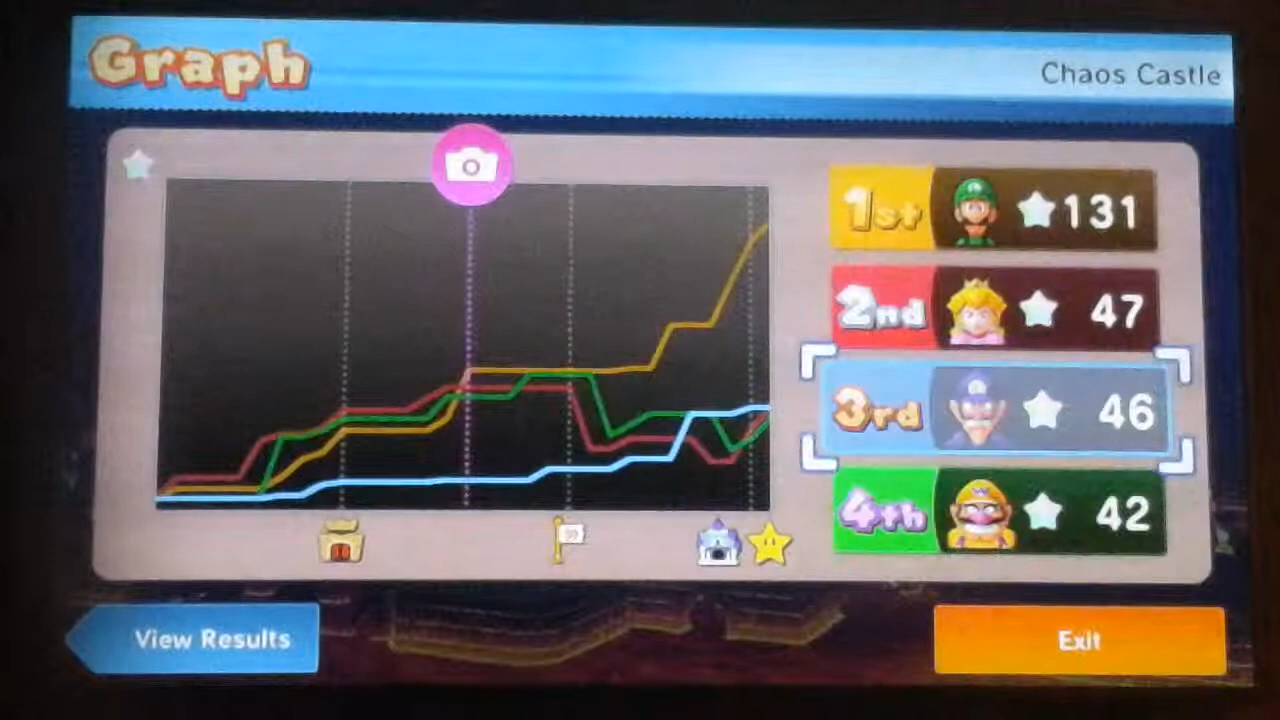 Graph
Chaos Castle
1st 131
2nd 47
3rd 46
4th 42
View Results
Exit